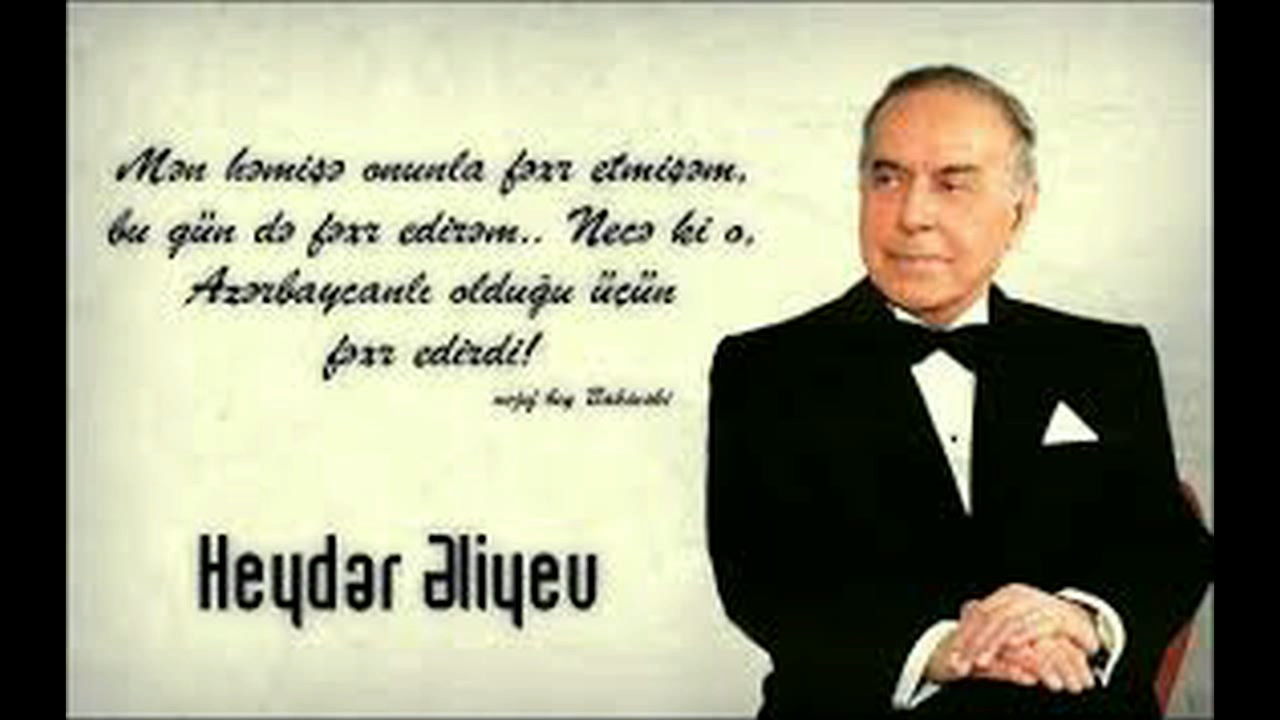 Mən həmişə onunla fəxr etmişəm,
bu gün də fəxr edirəm.. Necə ki o,
Azərbaycanlı olduğu üçün
fəxr edirdi!
bəy
Heydər Əliyev